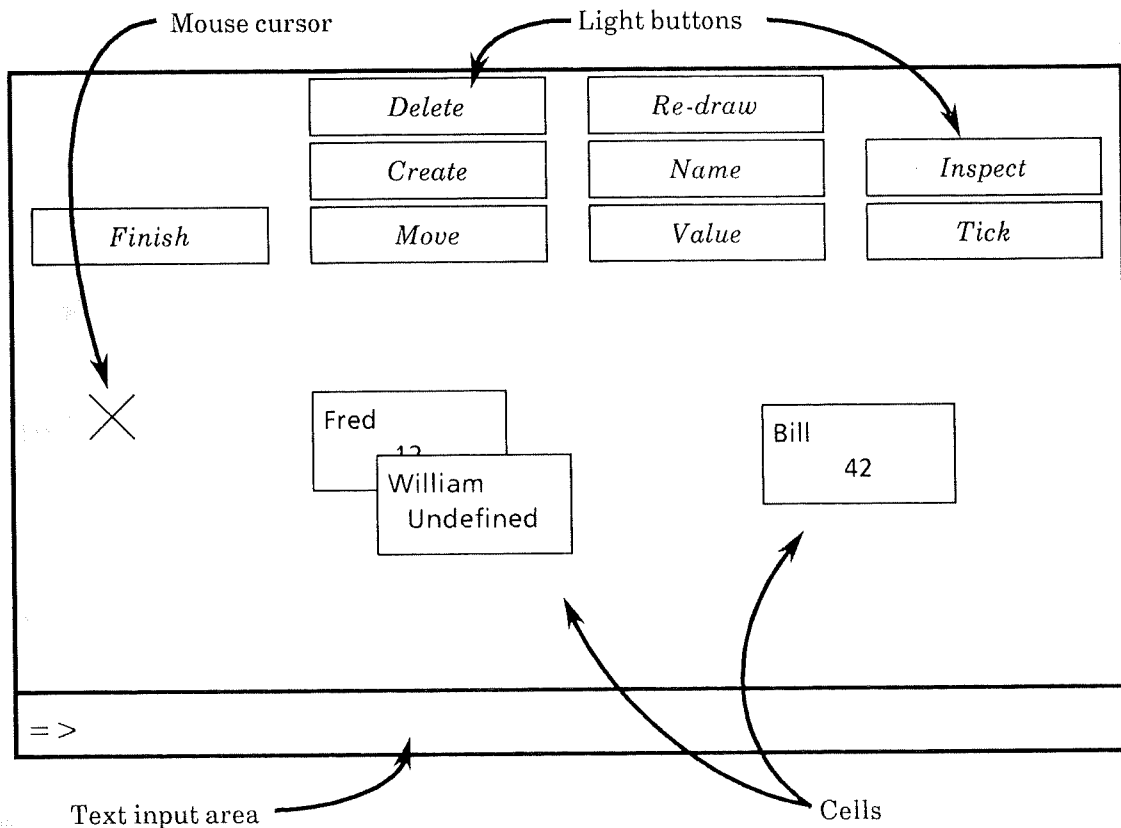 Mouse cursor
Light buttons
Delete
Re-draw
Create
Name
Inspect
Finish
Move
Value
Tick
Fred
William
Undefined
Bill
42
= >
Text input area
Cells